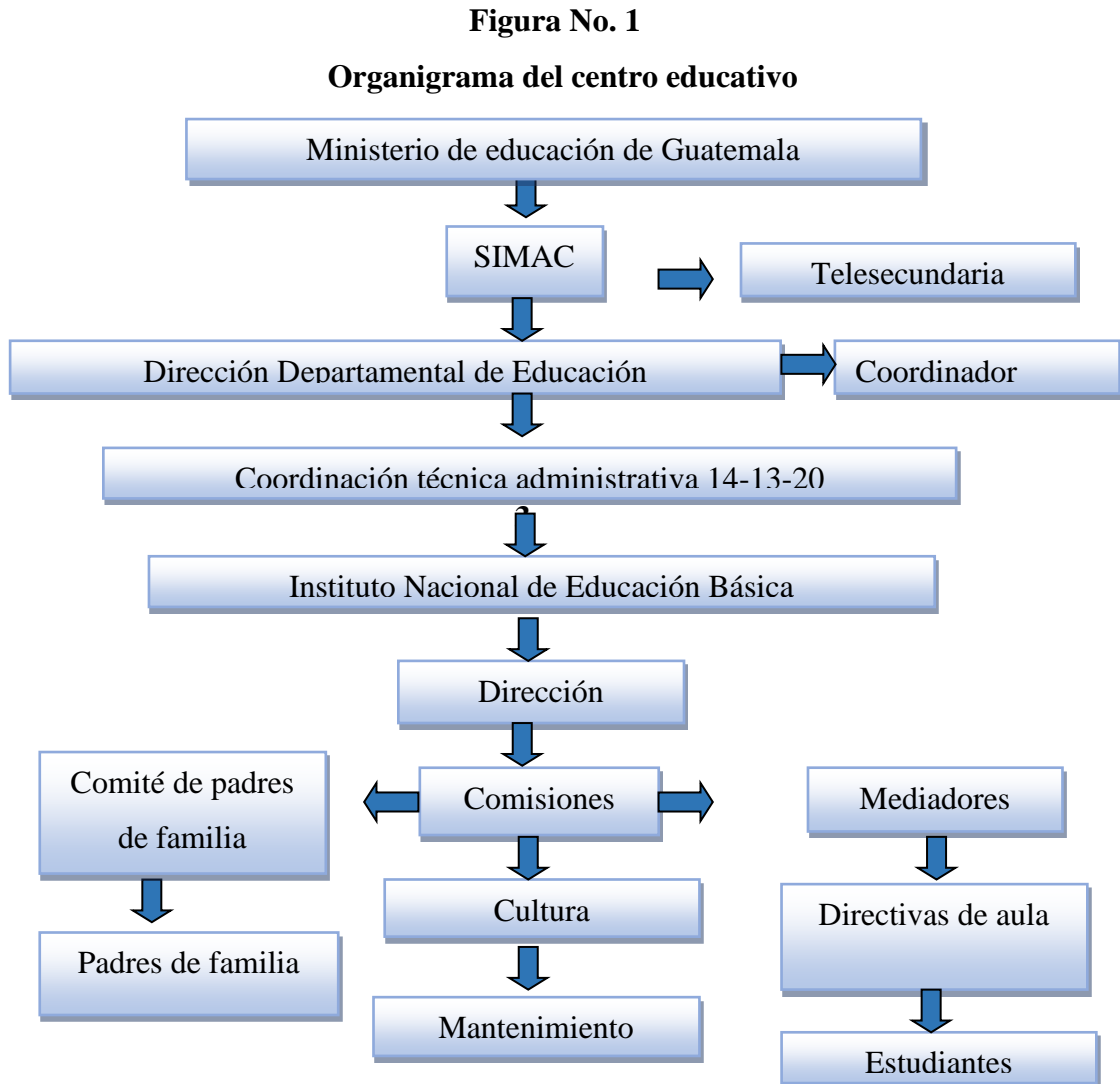 Figura No. 1
Organigrama del centro educativo
Ministerio de educación de Guatemala
SIMAC
Telesecundaria
Dirección Departamental de Educación
Coordinador
Coordinación técnica administrativa 14-13-20
Instituto Nacional de Educación Básica
Dirección
Comité de padres
de familia
Comisiones
Mediadores
Cultura
Directivas de aula
Padres de familia
Mantenimiento
Estudiantes